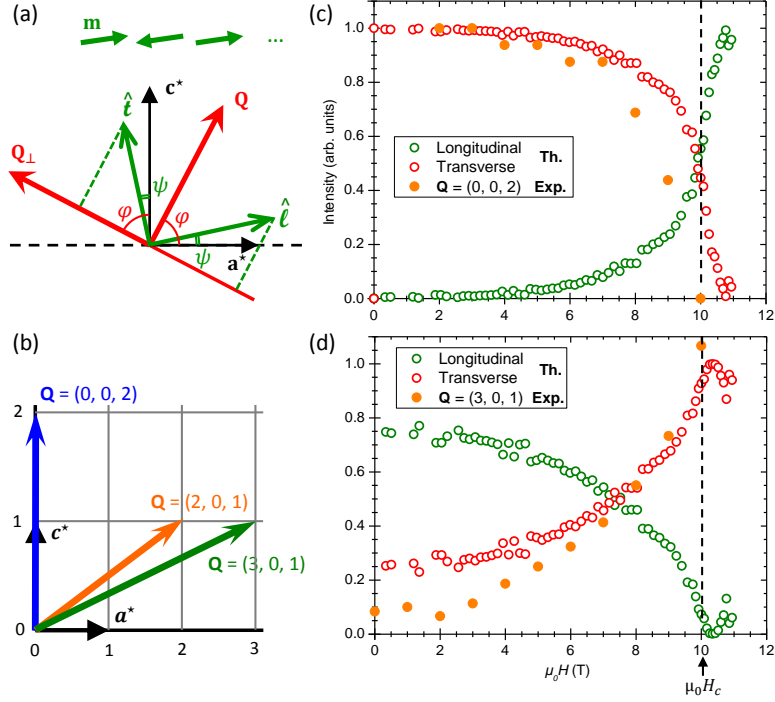 (a)
m
...
c⋆
Q
t̂
Q⊥
ψ
φ
φ
ℓ̂
ψ
a⋆
(b)
Q = (0, 0, 2)
2
Q = (2, 0, 1)
1
c⋆
Q = (3, 0, 1)
a⋆
0
0 1 2 3
(c)
Intensity (arb. units)
1.0
0.8
0.6
0.4
0.2
0.0
Longitudinal
Th.
Transverse
Q = (0, 0, 2) Exp.
0 2 4 6 8 10 12
(d)
1.0
0.8
0.6
0.4
0.2
0.0
Longitudinal
Th.
Transverse
Q = (3, 0, 1) Exp.
0 2 4 6 8 10 12
μ₀H (T)
μ₀Hc